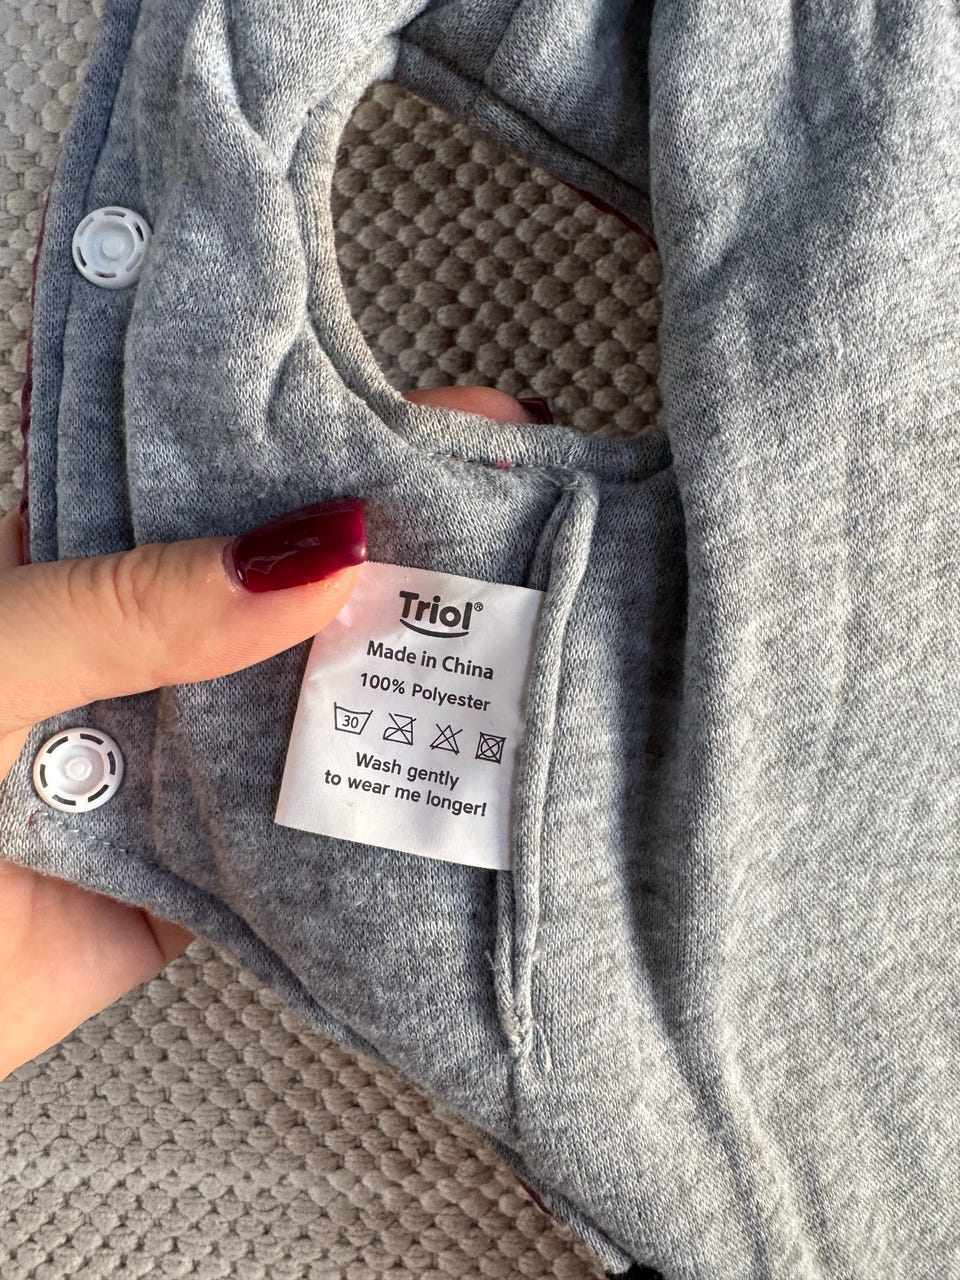 Triol®
Made in China
100% Polyester
30
Wash gently
to wear me longer!